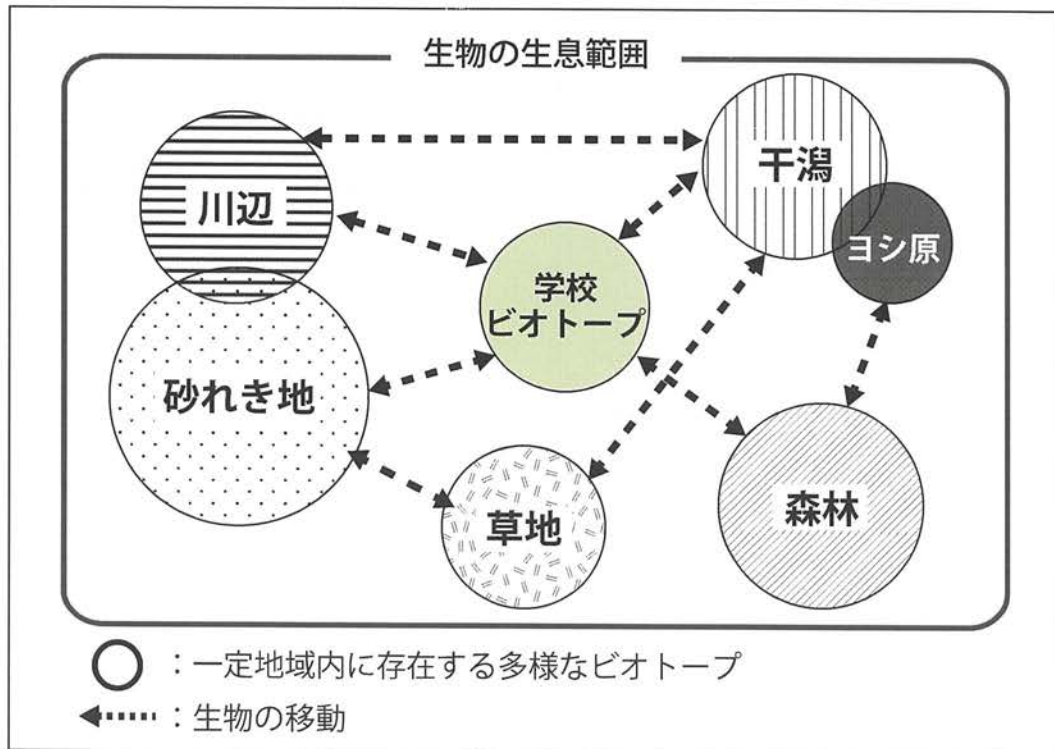 生物の生息範囲
川辺
干潟
ヨシ原
学校
ビオトープ
砂れき地
草地
森林
：一定地域内に存在する多様なビオトープ
：生物の移動